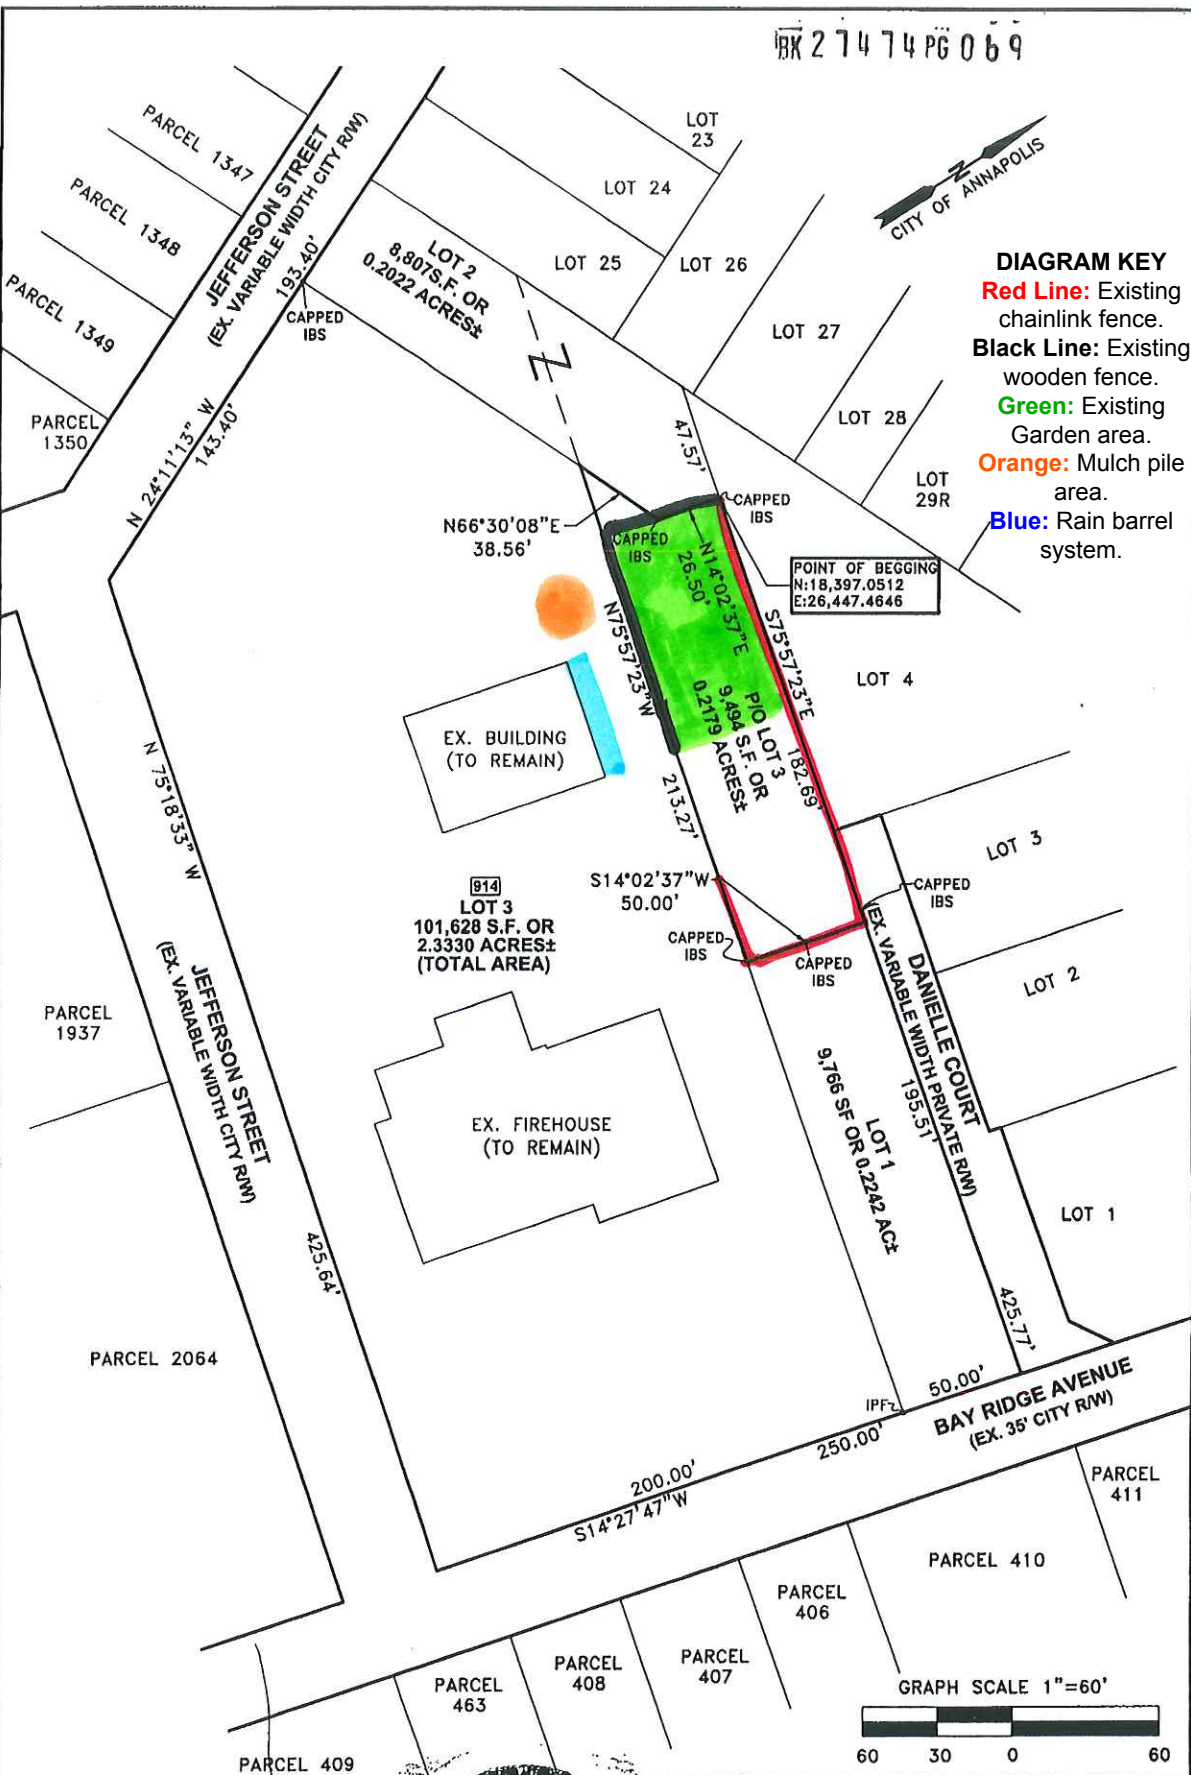 BK 27474 PG 069
PARCEL 1347
PARCEL 1348
PARCEL 1349
PARCEL
1350
JEFFERSON STREET
(EX. VARIABLE WIDTH CITY R/W)
193.40'
CAPPED
IBS
N 24°11'13" W
143.40'
LOT 2
8,807S.F. OR
0.2022 ACRES±
LOT
23
LOT 24
LOT 25
LOT 26
LOT 27
LOT 28
LOT
29R
N
CITY OF ANNAPOLIS
DIAGRAM KEY
Red Line: Existing
chainlink fence.
Black Line: Existing
wooden fence.
Green: Existing
Garden area.
Orange: Mulch pile
area.
Blue: Rain barrel
system.
Z
47.57'
N66°30'08"E
38.56'
CAPPED
IBS
CAPPED
IBS
N14°02'37"E
26.50'
POINT OF BEGGING
N:18,397.0512
E:26,447.4646
N75°57'23"W
213.27'
S75°57'23"E
182.69'
P/O LOT 3
9,494 S.F. OR
0.2179 ACRES±
LOT 4
EX. BUILDING
(TO REMAIN)
N 75°18'33" W
425.64'
S14°02'37"W
50.00'
914
LOT 3
101,628 S.F. OR
2.3330 ACRES±
(TOTAL AREA)
CAPPED
IBS
CAPPED
IBS
CAPPED
IBS
LOT 3
LOT 2
LOT 1
DANIELLE COURT
(EX. VARIABLE WIDTH PRIVATE R/W)
195.51'
425.77'
LOT 1
9,766 SF OR 0.2242 AC±
PARCEL
1937
JEFFERSON STREET
(EX. VARIABLE WIDTH CITY R/W)
EX. FIREHOUSE
(TO REMAIN)
PARCEL 2064
IPF
50.00'
BAY RIDGE AVENUE
(EX. 35' CITY R/W)
250.00'
200.00'
S14°27'47"W
PARCEL
411
PARCEL 410
PARCEL
406
PARCEL
407
PARCEL
408
PARCEL
463
PARCEL 409
GRAPH SCALE 1"=60'
60 30 0 60